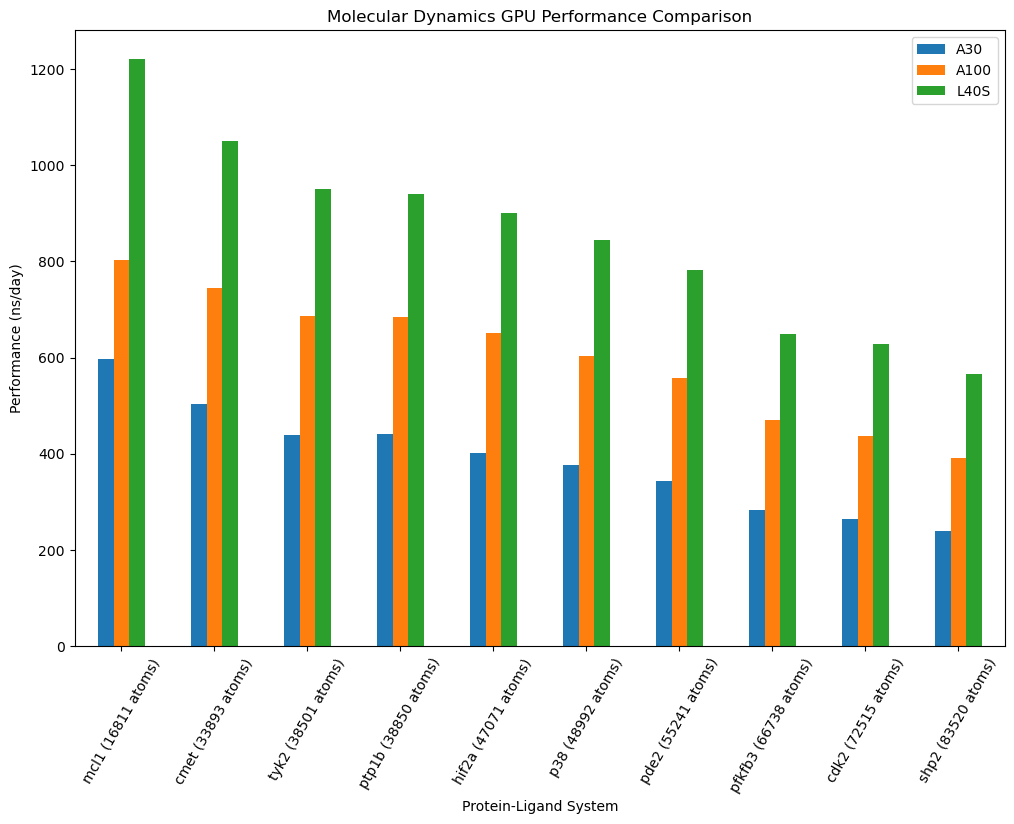 Molecular Dynamics GPU Performance Comparison
A30
A100
L40S
Performance (ns/day)
1200
1000
800
600
400
200
0
mcl1 (16811 atoms)
cmet (33893 atoms)
tyk2 (38501 atoms)
ptp1b (38850 atoms)
hif2a (47071 atoms)
p38 (48992 atoms)
pde2 (55241 atoms)
pfkfb3 (66738 atoms)
cdk2 (72515 atoms)
shp2 (83520 atoms)
Protein-Ligand System